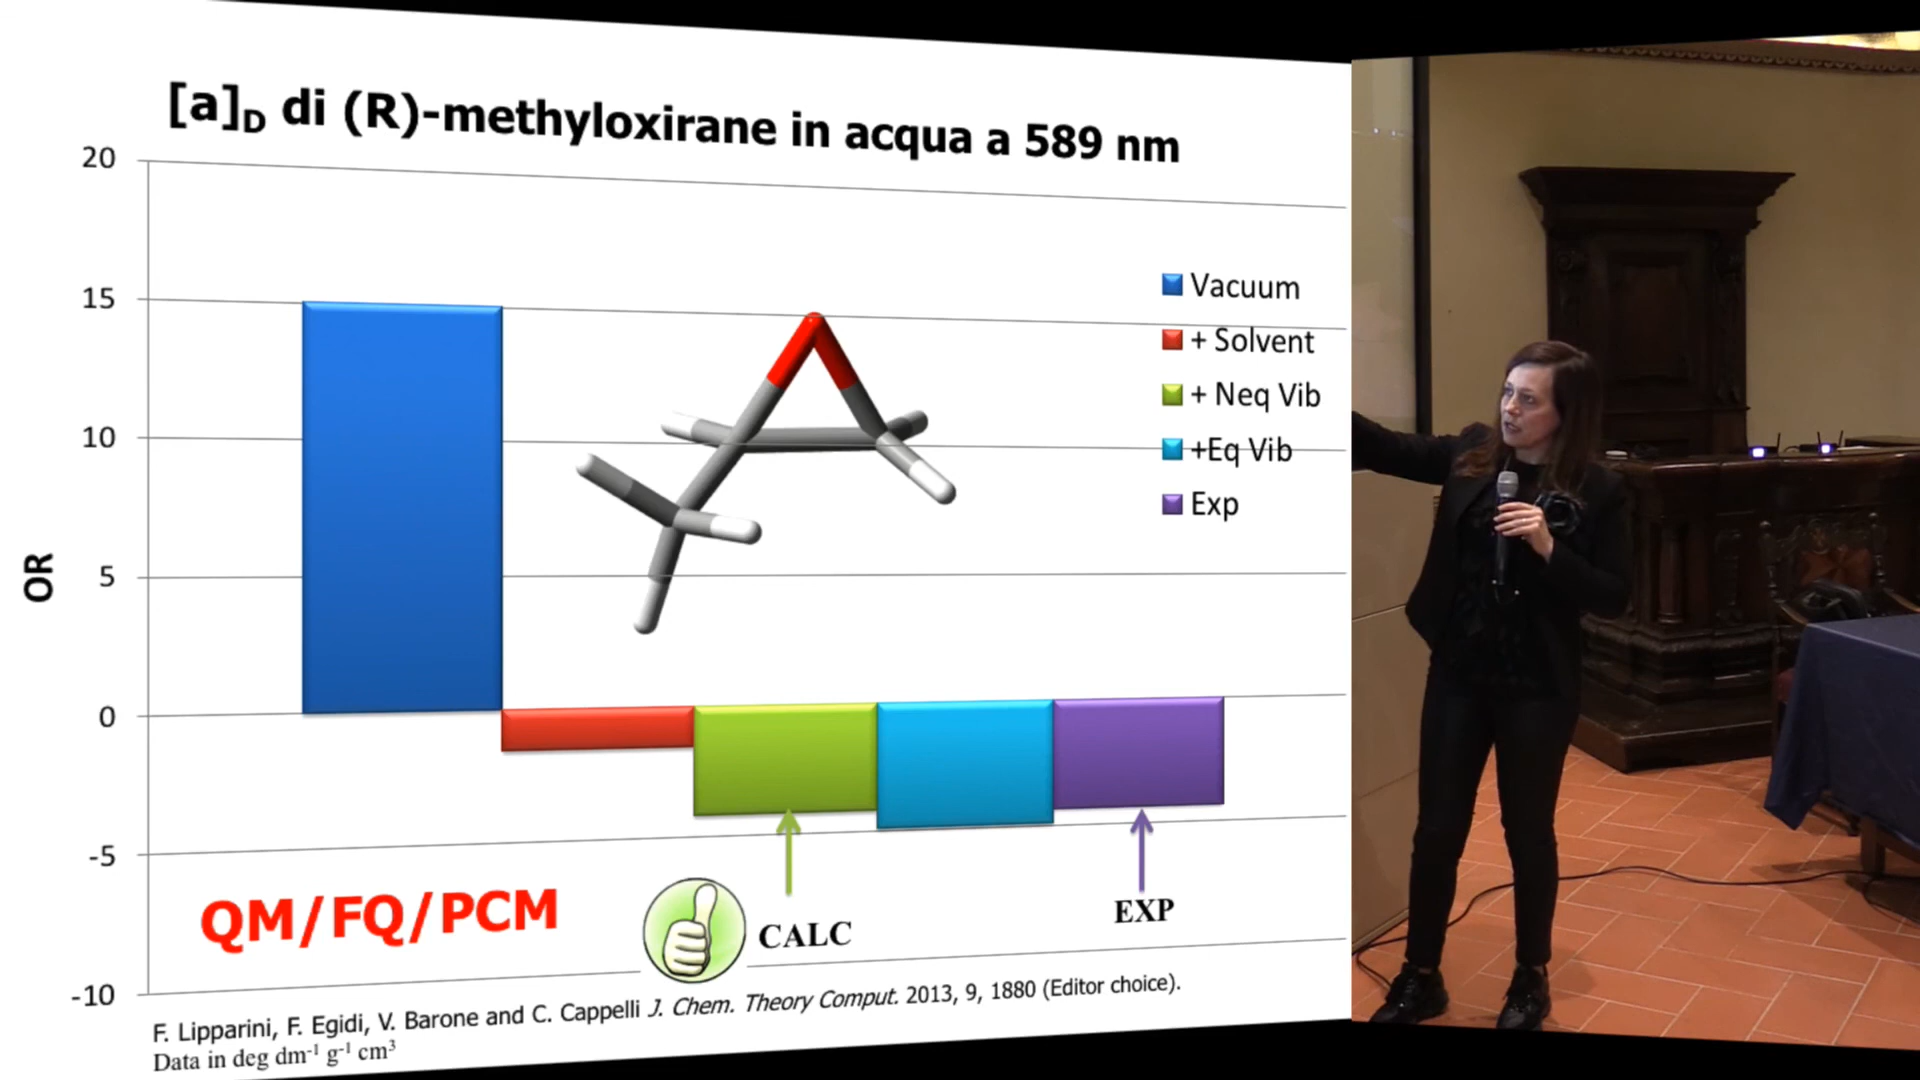 [a]D di (R)-methyloxirane in acqua a 589 nm
20
15
10
5
0
-5
-10
OR
Vacuum
+ Solvent
+ Neq Vib
+Eq Vib
Exp
QM/FQ/PCM
CALC
EXP
F. Lipparini, F. Egidi, V. Barone and C. Cappelli J. Chem. Theory Comput. 2013, 9, 1880 (Editor choice).
Data in deg dm⁻¹ g⁻¹ cm³